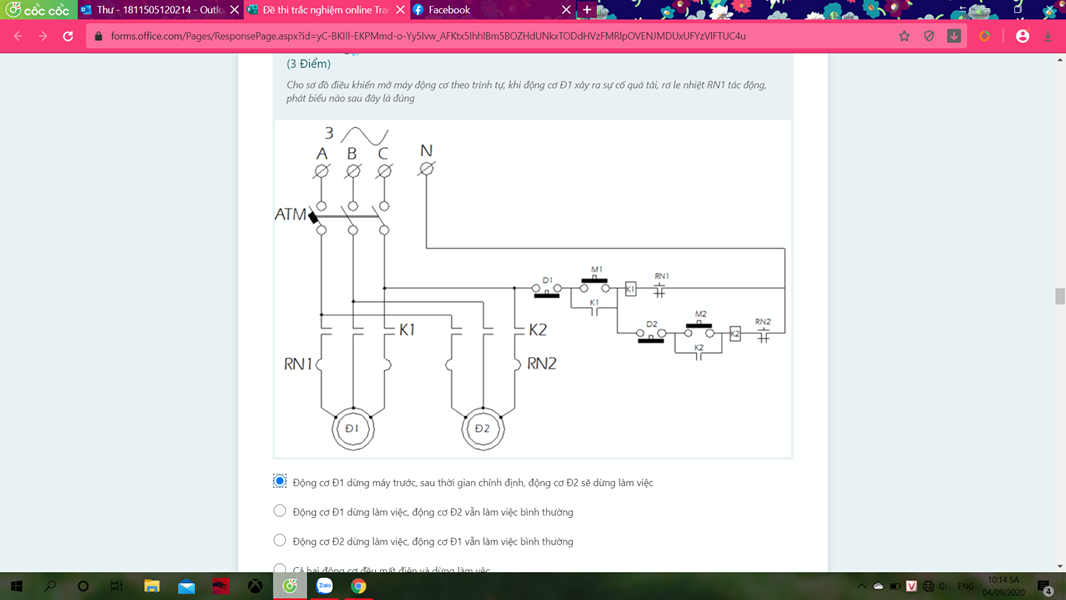 cốc cốc
Thư - 1811505120214 - Outlo
Đề thi trắc nghiệm online Tra
Facebook
forms.office.com/Pages/ResponsePage.aspx?id=yC-BKIII-EKPMmd-o-Yy5Ivw_AFKtx5IhhIBm5BOZHdUNkxTODdHVzFMRlpOVENJMDUxUFYzVlFTUC4u
(3 Điểm)
Cho sơ đồ điều khiển mở máy động cơ theo trình tự, khi động cơ Đ1 xảy ra sự cố quá tải, rơ le nhiệt RN1 tác động,
phát biểu nào sau đây là đúng
3
A B C N
ATM
D1 M1 K1 RN1
K1
D2 M2 K2 RN2
K2
K1 K2
RN1 RN2
Đ1 Đ2
Động cơ Đ1 dừng máy trước, sau thời gian chỉnh định, động cơ Đ2 sẽ dừng làm việc
Động cơ Đ1 dừng làm việc, động cơ Đ2 vẫn làm việc bình thường
Động cơ Đ2 dừng làm việc, động cơ Đ1 vẫn làm việc bình thường
Cả hai động cơ đều mất điện và dừng làm việc
Zalo
V
ENG
10:14 SA
04/09/2020
4